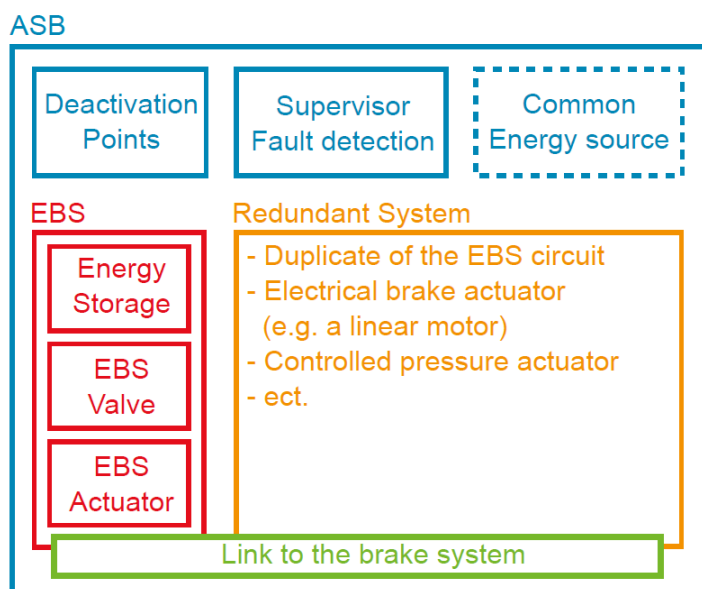 ASB
Deactivation
Points
Supervisor
Fault detection
Common
Energy source
EBS
Energy
Storage
EBS
Valve
EBS
Actuator
Redundant System
- Duplicate of the EBS circuit
- Electrical brake actuator
(e.g. a linear motor)
- Controlled pressure actuator
- ect.
Link to the brake system